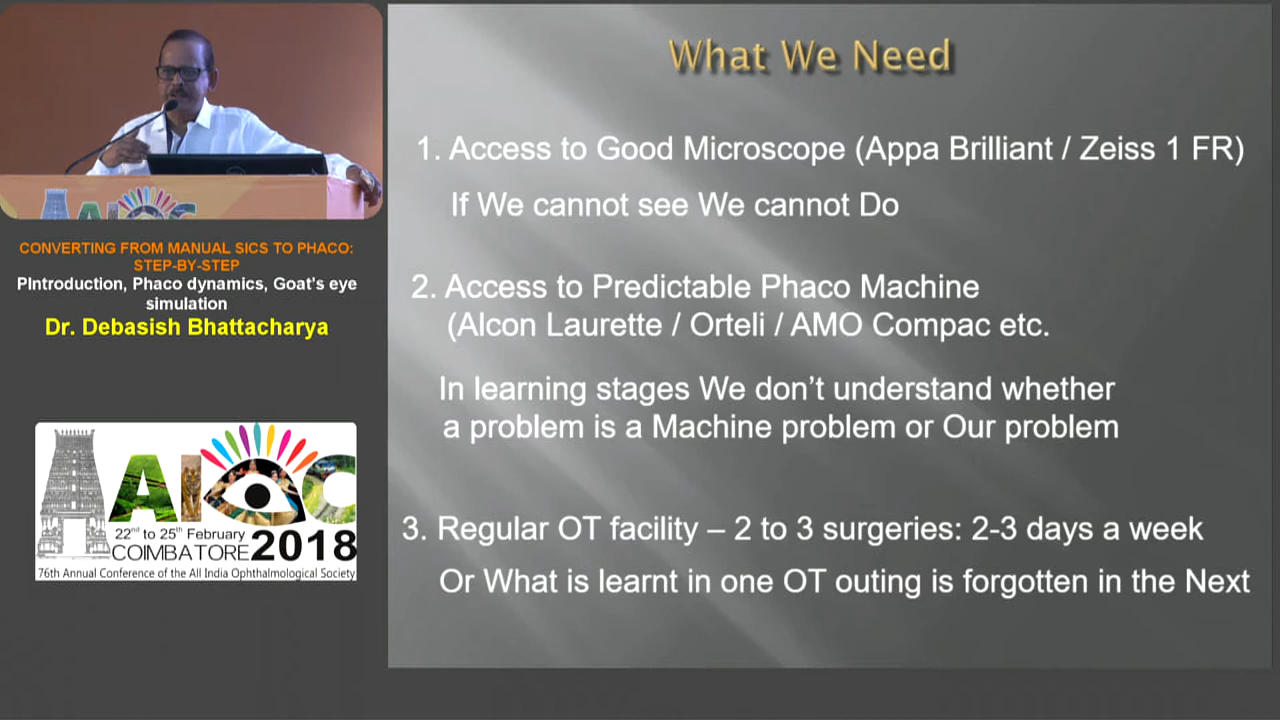 CONVERTING FROM MANUAL SICS TO PHACO:
STEP-BY-STEP
PIntroduction, Phaco dynamics, Goat's eye
simulation
Dr. Debasish Bhattacharya
AIOC
22nd to 25th February
COIMBATORE 2018
76th Annual Conference of the All India Ophthalmological Society
What We Need
1. Access to Good Microscope (Appa Brilliant / Zeiss 1 FR)
If We cannot see We cannot Do
2. Access to Predictable Phaco Machine
(Alcon Laurette / Orteli / AMO Compac etc.
In learning stages We don't understand whether
a problem is a Machine problem or Our problem
3. Regular OT facility – 2 to 3 surgeries: 2-3 days a week
Or What is learnt in one OT outing is forgotten in the Next